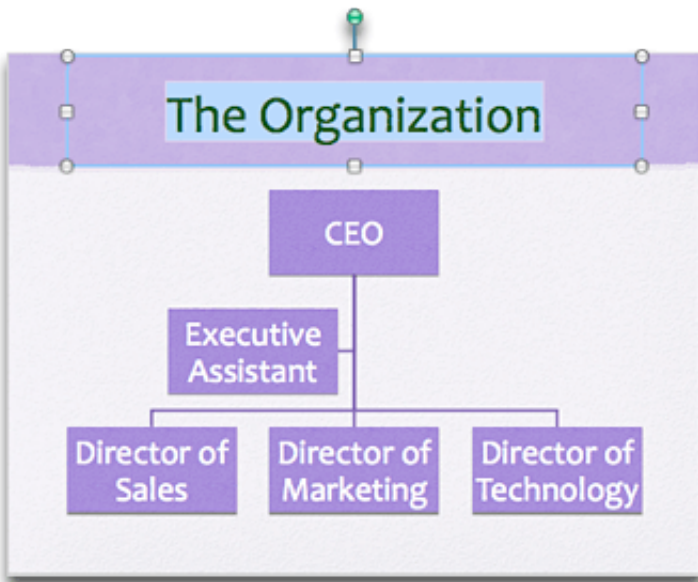 The Organization
CEO
Executive
Assistant
Director of
Sales
Director of
Marketing
Director of
Technology